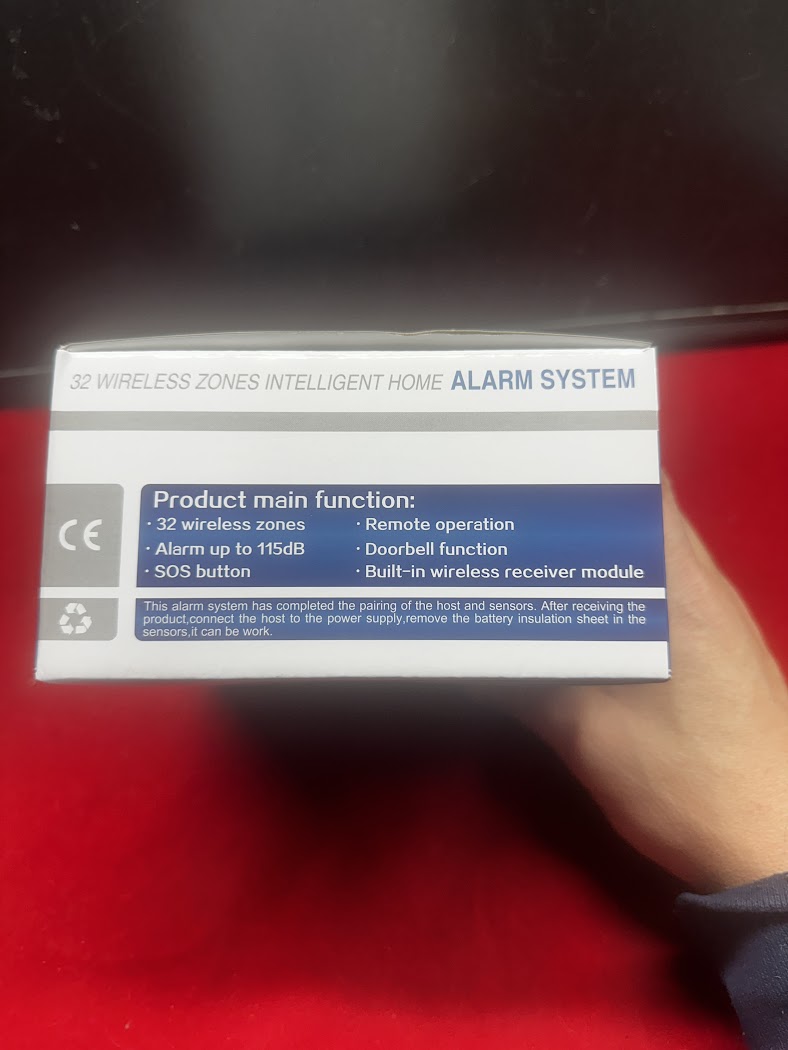 32 WIRELESS ZONES INTELLIGENT HOME ALARM SYSTEM
CE
Product main function:
· 32 wireless zones
· Remote operation
· Alarm up to 115dB
· Doorbell function
· SOS button
· Built-in wireless receiver module
This alarm system has completed the pairing of the host and sensors. After receiving the
product,connect the host to the power supply,remove the battery insulation sheet in the
sensors,it can be work.